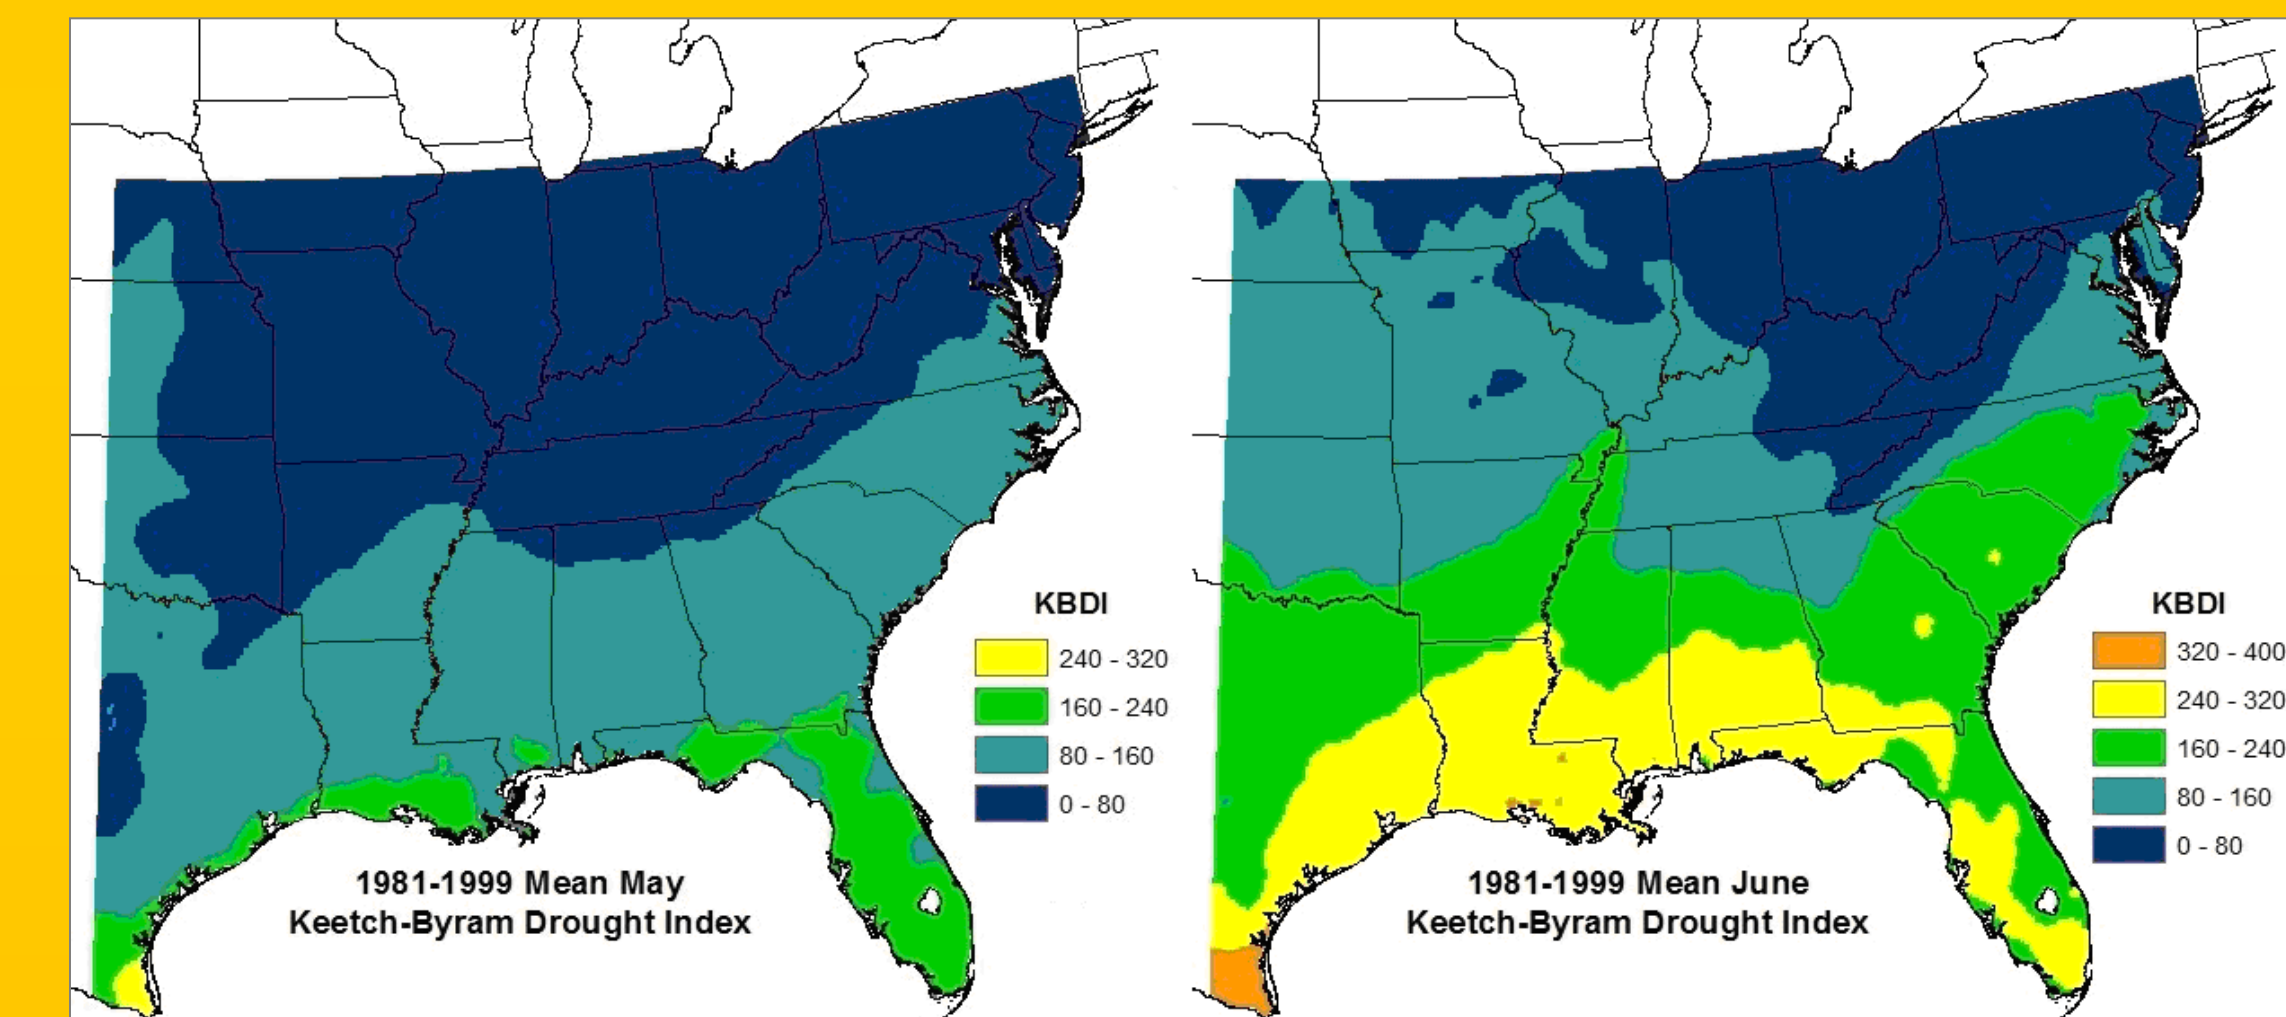 KBDI
240 - 320
160 - 240
80 - 160
0 - 80
1981-1999 Mean May
Keetch-Byram Drought Index
KBDI
320 - 400
240 - 320
160 - 240
80 - 160
0 - 80
1981-1999 Mean June
Keetch-Byram Drought Index